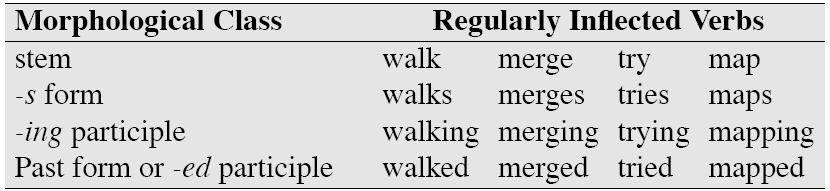 Morphological Class Regularly Inflected Verbs
stem walk merge try map
-s form walks merges tries maps
-ing participle walking merging trying mapping
Past form or -ed participle walked merged tried mapped